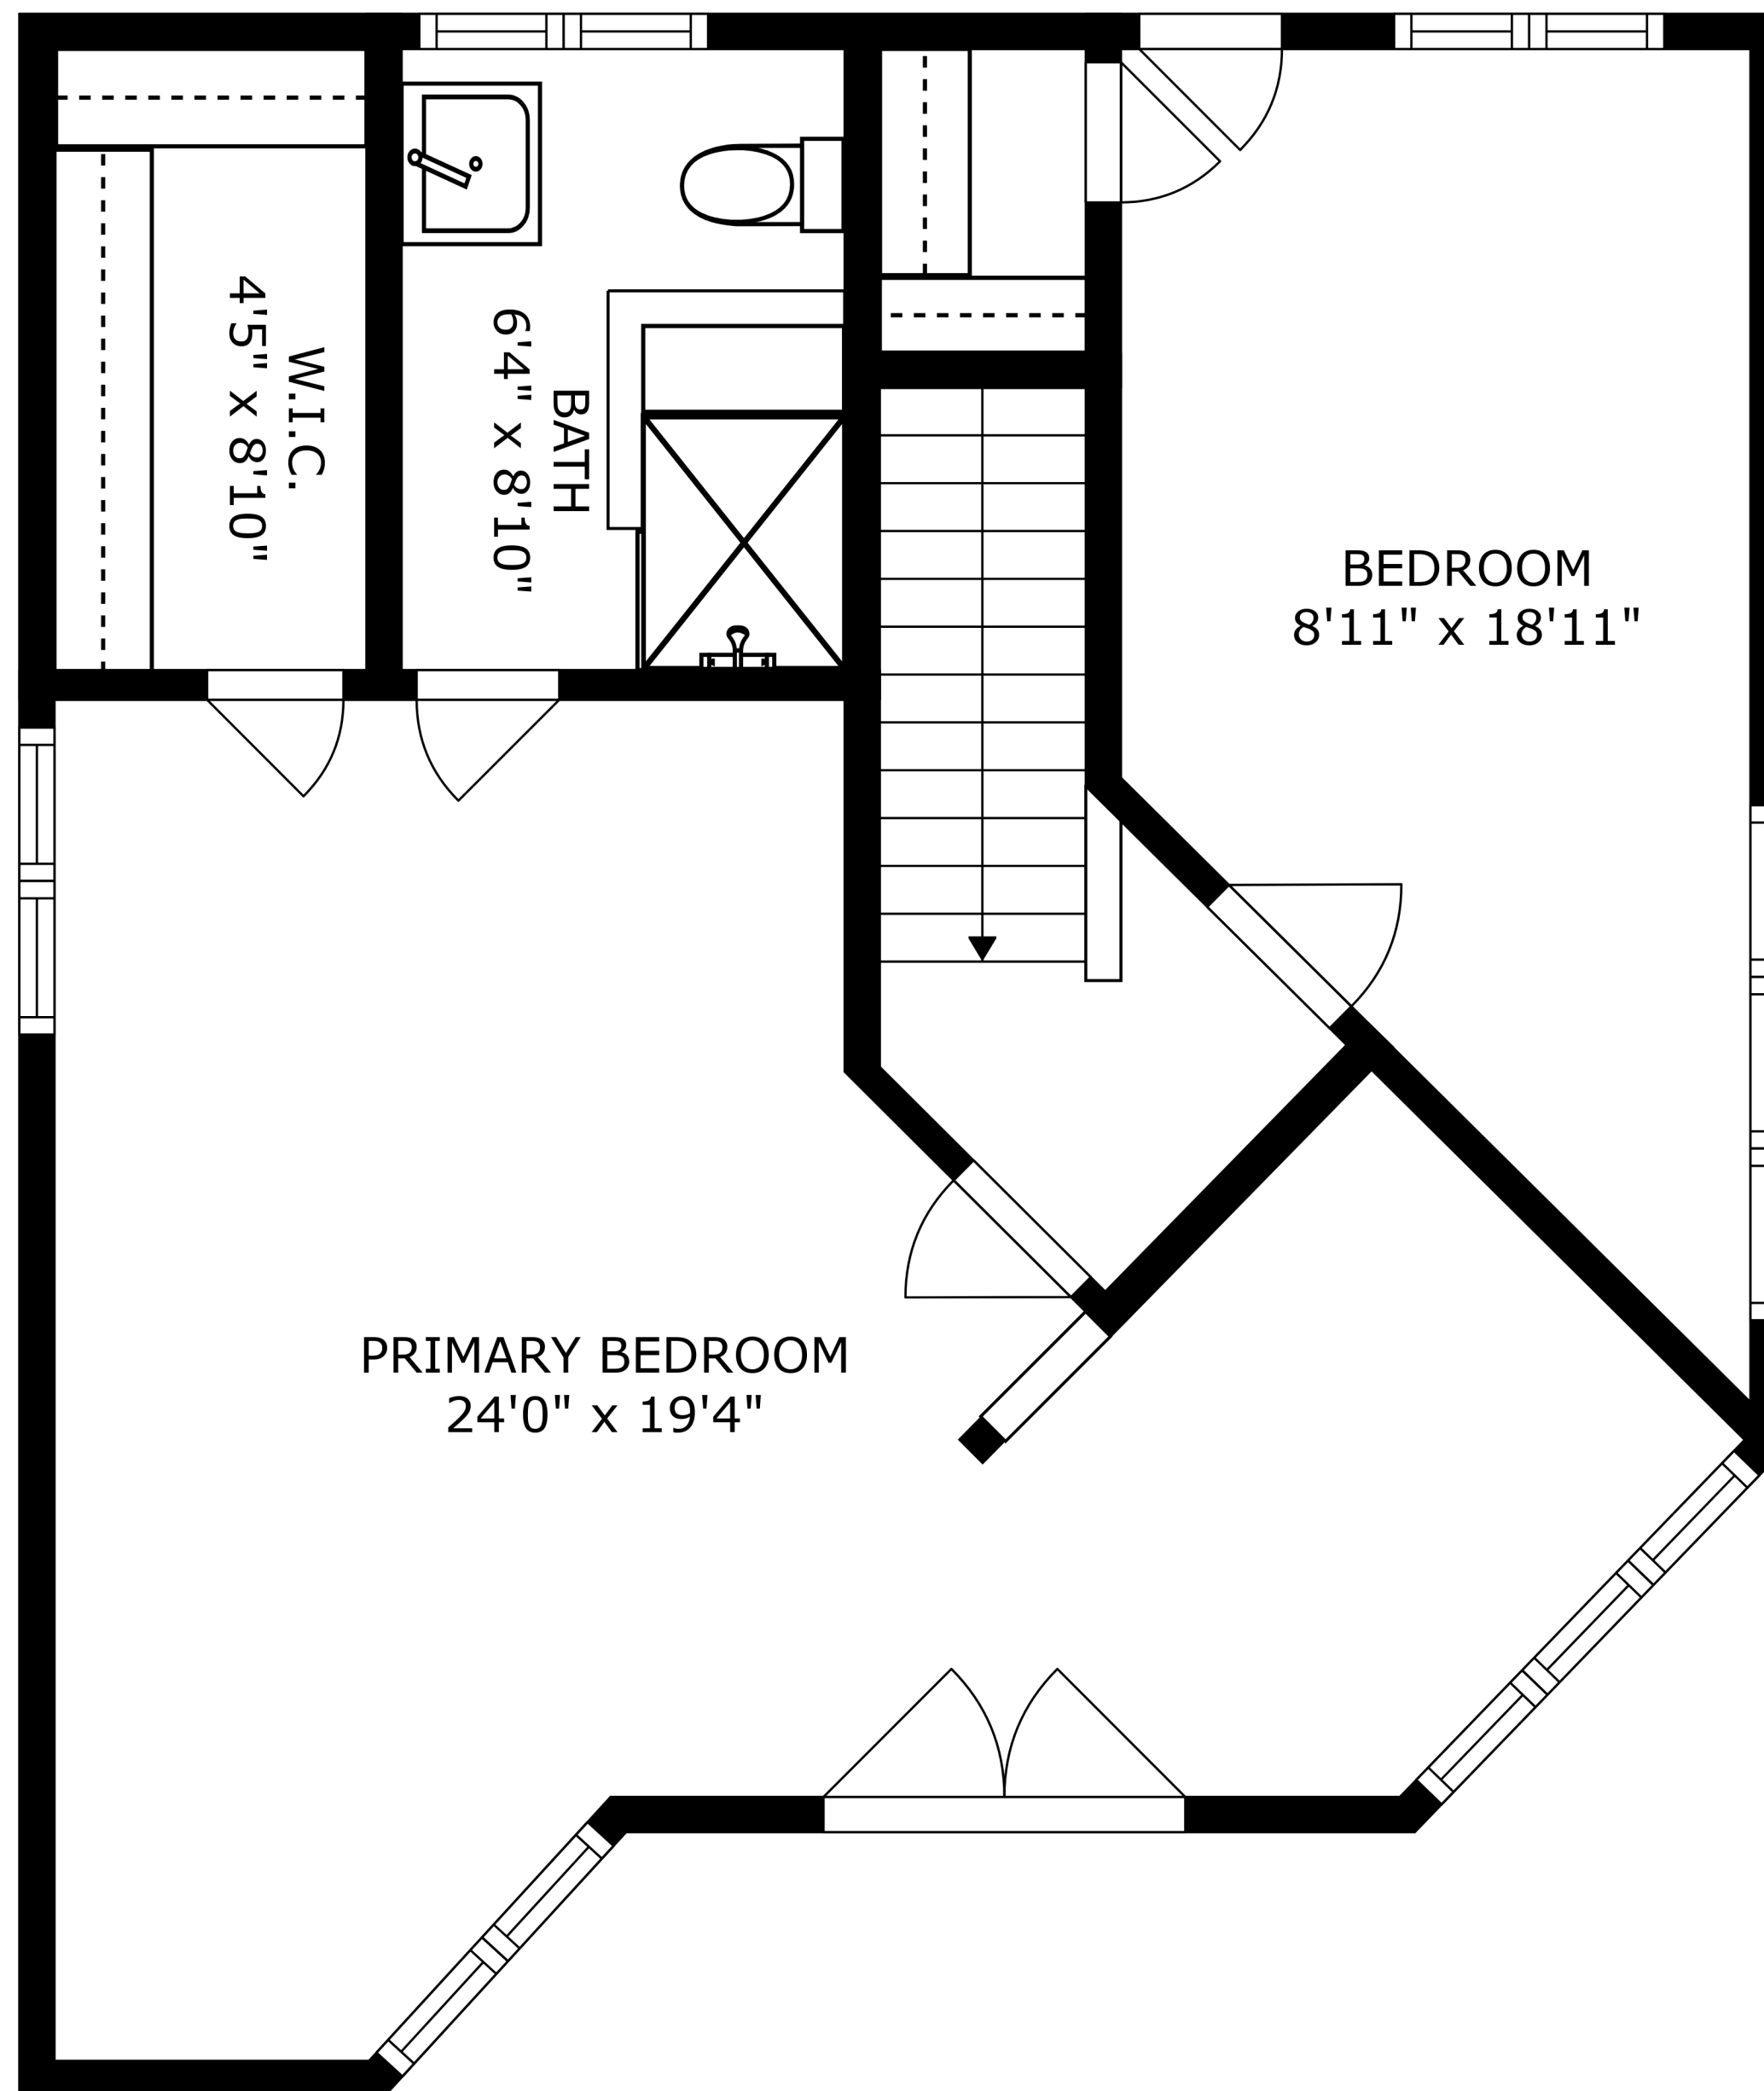 W.I.C.
4'5" x 8'10"
BATH
6'4" x 8'10"
BEDROOM
8'11" x 18'11"
PRIMARY BEDROOM
24'0" x 19'4"